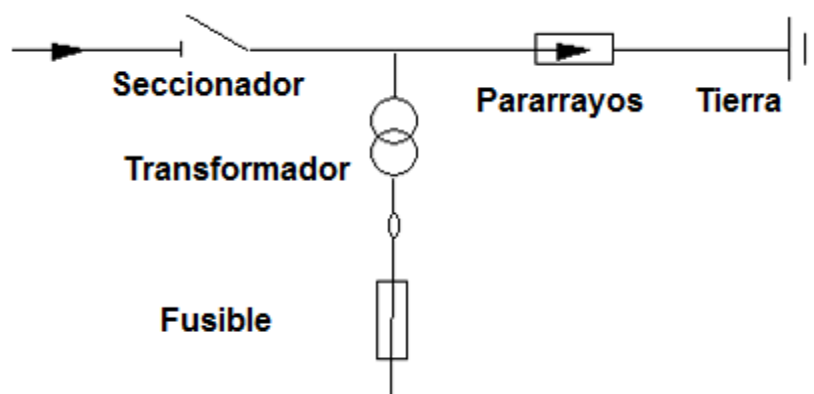 Seccionador
Pararrayos
Tierra
Transformador
Fusible